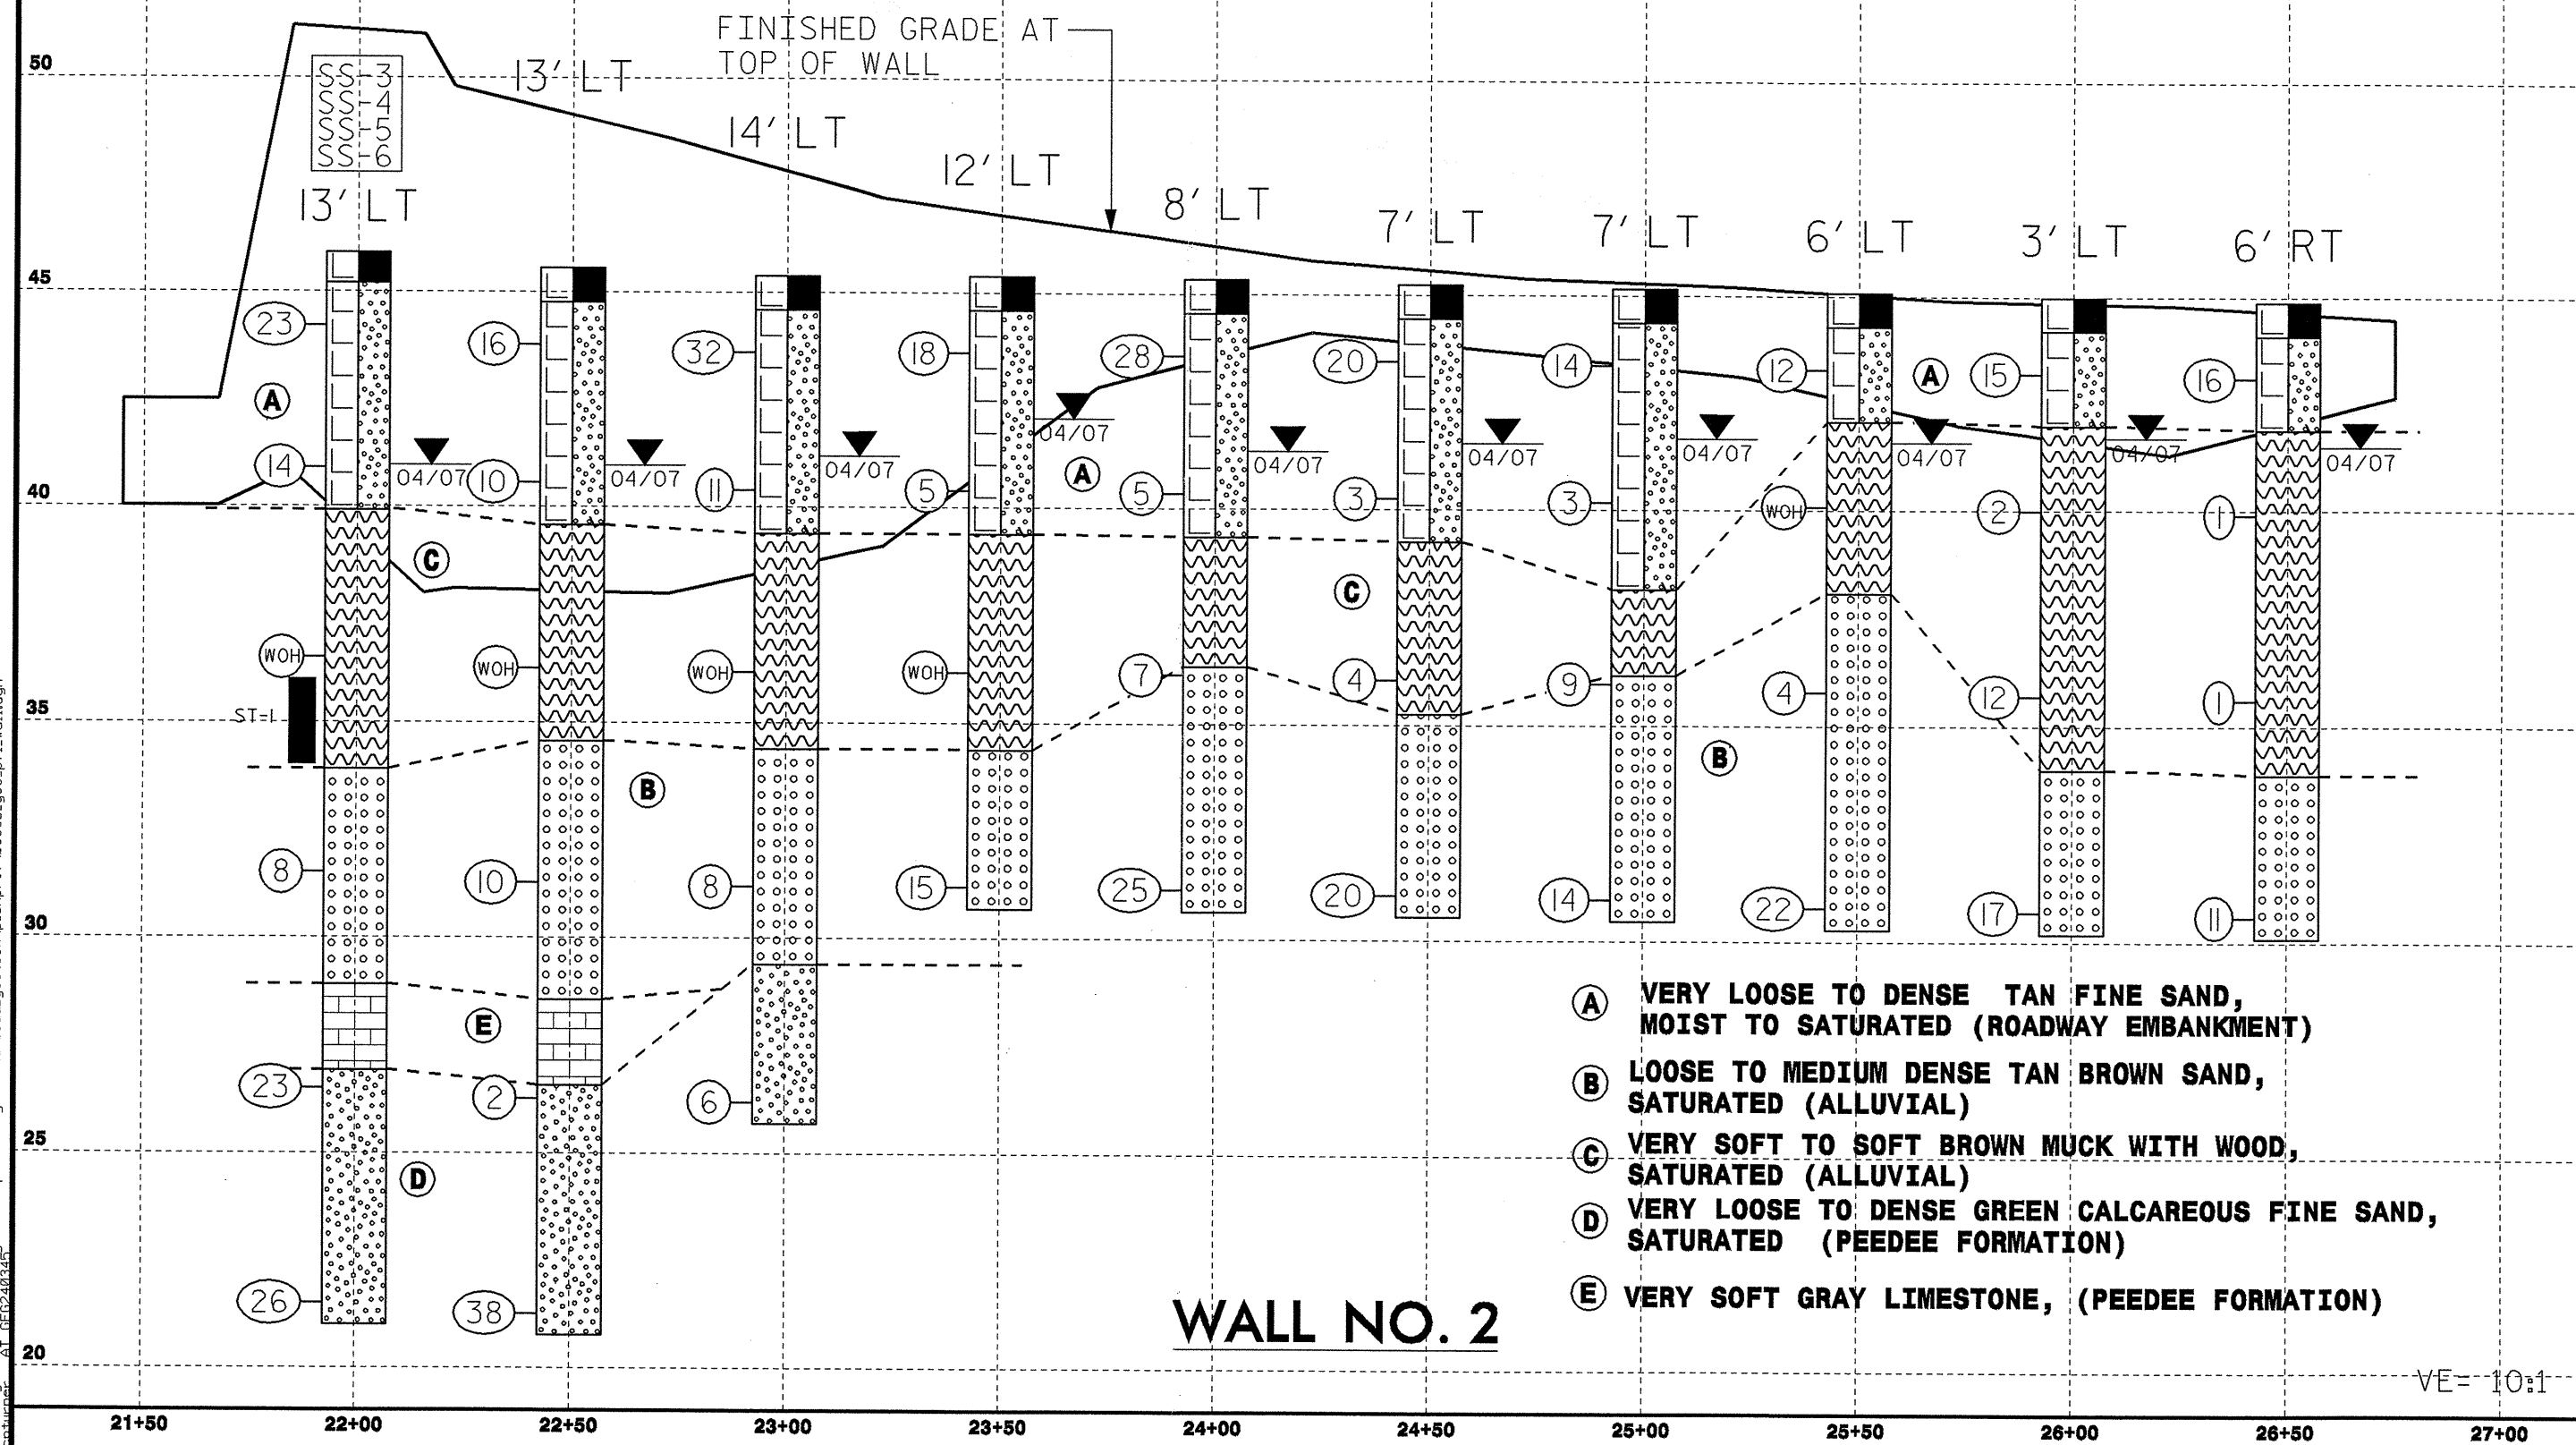 FINISHED GRADE AT
TOP OF WALL
50
SS-3
SS-4
SS-5
SS-6
13' LT
13' LT
14' LT
12' LT
8' LT
7' LT
7' LT
6' LT
3' LT
6' RT
45
23
16
32
18
28
20
14
12
A
15
16
A
14
04/07
10
04/07
11
04/07
5
04/07
A
5
04/07
3
04/07
3
04/07
WOH
04/07
2
04/07
1
04/07
40
C
C
WOH
WOH
WOH
WOH
7
4
9
4
12
1
ST-1
35
B
B
8
10
8
15
25
20
14
22
17
11
30
E
23
2
6
25
D
26
38
20
A VERY LOOSE TO DENSE TAN FINE SAND,
MOIST TO SATURATED (ROADWAY EMBANKMENT)
B LOOSE TO MEDIUM DENSE TAN BROWN SAND,
SATURATED (ALLUVIAL)
C VERY SOFT TO SOFT BROWN MUCK WITH WOOD,
SATURATED (ALLUVIAL)
D VERY LOOSE TO DENSE GREEN CALCAREOUS FINE SAND,
SATURATED (PEEDEE FORMATION)
E VERY SOFT GRAY LIMESTONE, (PEEDEE FORMATION)
WALL NO. 2
VE= 10:1
21+50 22+00 22+50 23+00 23+50 24+00 24+50 25+00 25+50 26+00 26+50 27+00